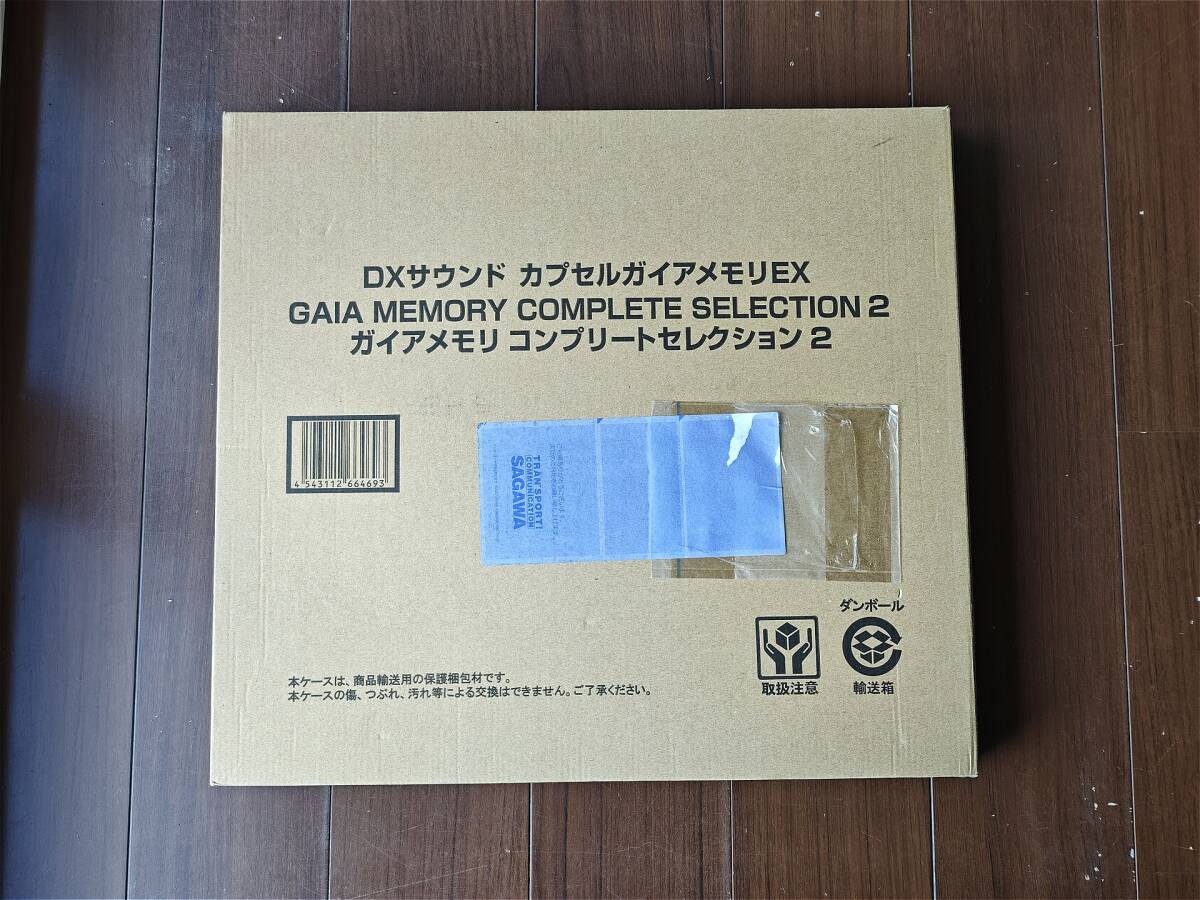 DXサウンド カプセルガイアメモリEX
GAIA MEMORY COMPLETE SELECTION 2
ガイアメモリ コンプリートセレクション 2
4 543112 664693
TRANSPORT!
COMMUNICATION
SAGAWA
ダンボール
取扱注意
輸送箱
本ケースは、商品輸送用の保護梱包材です。
本ケースの傷、つぶれ、汚れ等による交換はできません。ご了承ください。